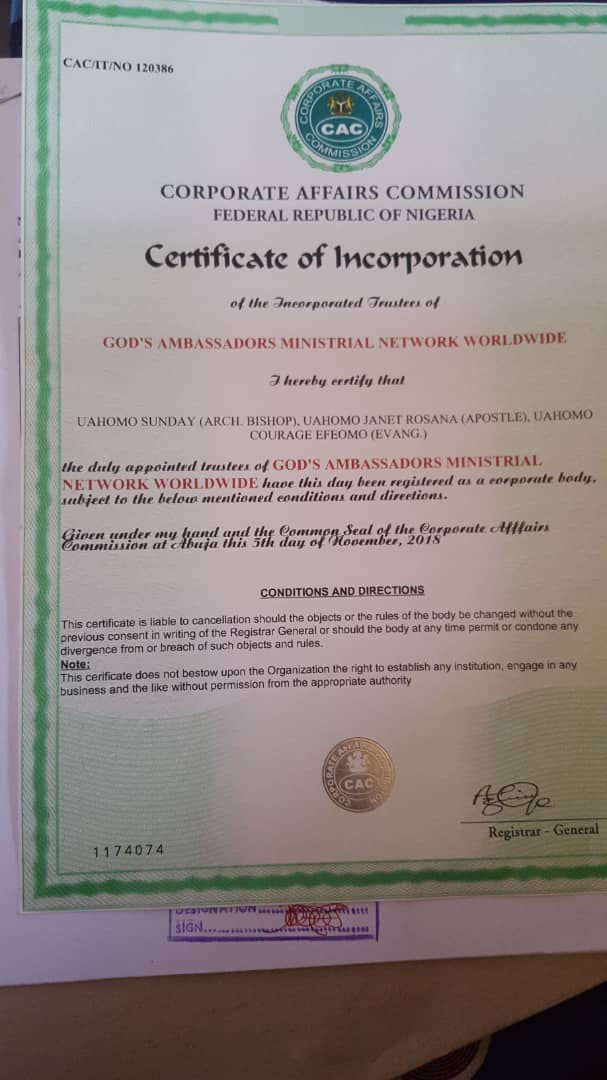 CAC/IT/NO 120386
CORPORATE AFFAIRS COMMISSION
CAC
CORPORATE AFFAIRS COMMISSION
FEDERAL REPUBLIC OF NIGERIA
Certificate of Incorporation
of the Incorporated Trustees of
GOD'S AMBASSADORS MINISTRIAL NETWORK WORLDWIDE
I hereby certify that
UAHOMO SUNDAY (ARCH. BISHOP), UAHOMO JANET ROSANA (APOSTLE), UAHOMO
COURAGE EFEOMO (EVANG.)
the duly appointed trustees of GOD'S AMBASSADORS MINISTRIAL
NETWORK WORLDWIDE have this day been registered as a corporate body,
subject to the below mentioned conditions and directions.
Given under my hand and the Common Seal of the Corporate Afffairs
Commission at Abuja this 5th day of November, 2018
CONDITIONS AND DIRECTIONS
This certificate is liable to cancellation should the objects or the rules of the body be changed without the
previous consent in writing of the Registrar General or should the body at any time permit or condone any
divergence from or breach of such objects and rules.
Note:
This cerificate does not bestow upon the Organization the right to establish any institution, engage in any
business and the like without permission from the appropriate authority
CAC
Registrar - General
1174074
DESIGNATION
SIGN